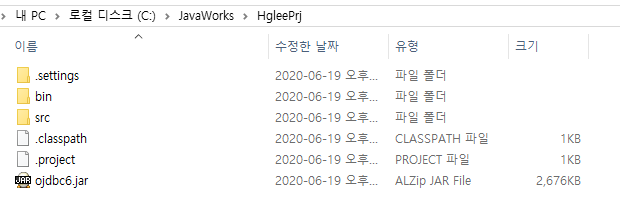 내 PC > 로컬 디스크 (C:) > JavaWorks > HgleePrj
이름 수정한 날짜 유형 크기
.settings 2020-06-19 오후... 파일 폴더
bin 2020-06-19 오후... 파일 폴더
src 2020-06-19 오후... 파일 폴더
.classpath 2020-06-19 오후... CLASSPATH 파일 1KB
.project 2020-06-19 오후... PROJECT 파일 1KB
ojdbc6.jar 2020-06-19 오후... ALZip JAR File 2,676KB